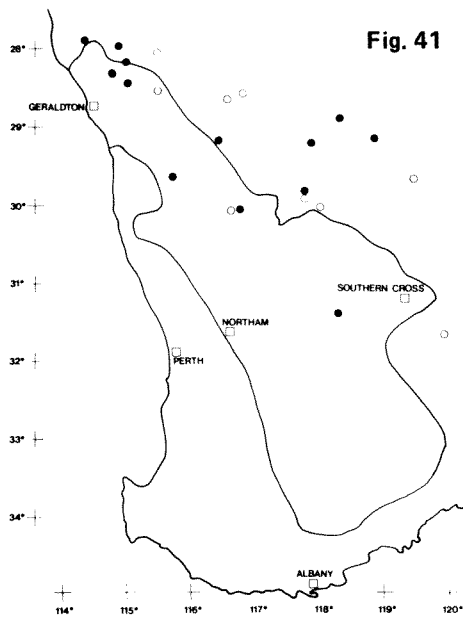 Fig. 41
28°
GERALDTON
29°
30°
31°
SOUTHERN CROSS
NORTHAM
32°
PERTH
33°
34°
ALBANY
114° 115° 116° 117° 118° 119° 120°